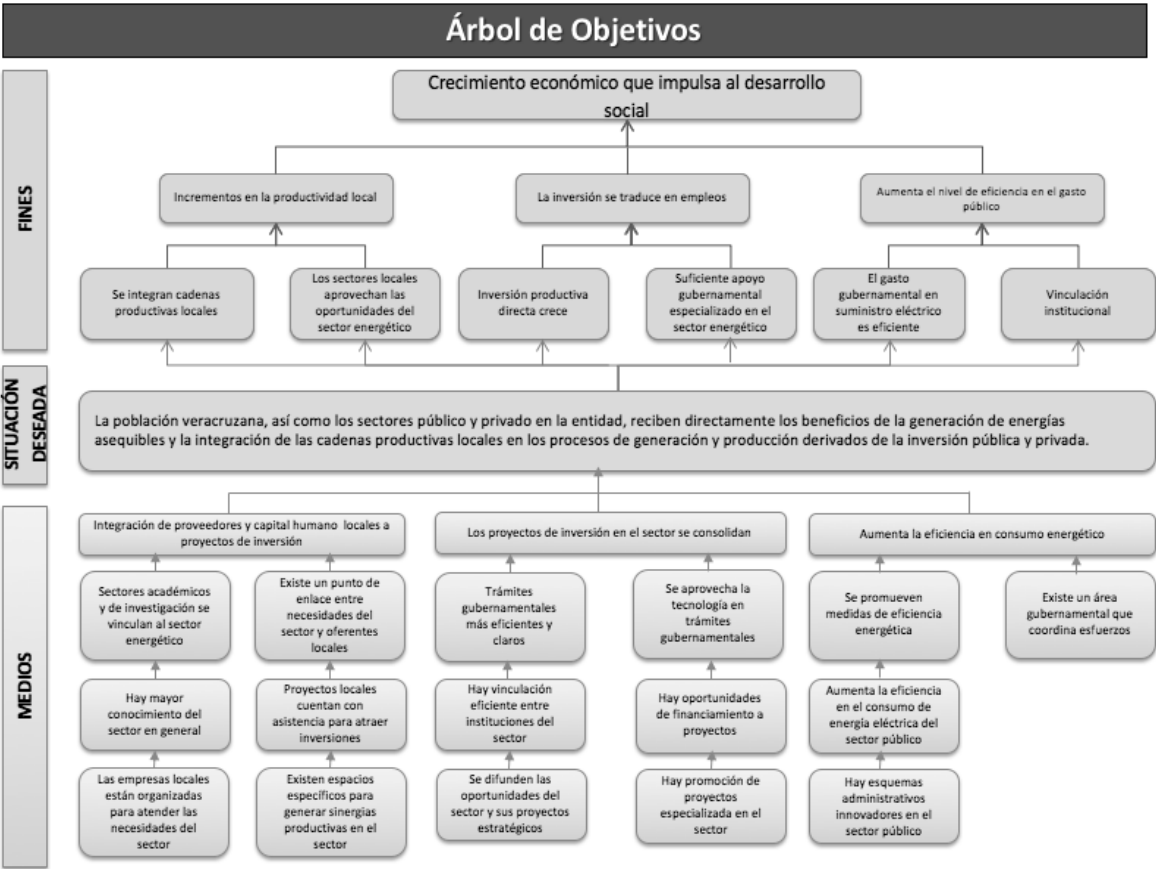 Árbol de Objetivos
FINES
Crecimiento económico que impulsa al desarrollo
social
Incrementos en la productividad local
La inversión se traduce en empleos
Aumenta el nivel de eficiencia en el gasto
público
Se integran cadenas
productivas locales
Los sectores locales
aprovechan las
oportunidades del
sector energético
Inversión productiva
directa crece
Suficiente apoyo
gubernamental
especializado en el
sector energético
El gasto
gubernamental en
suministro eléctrico
es eficiente
Vinculación
institucional
SITUACIÓN
DESEADA
La población veracruzana, así como los sectores público y privado en la entidad, reciben directamente los beneficios de la generación de energías
asequibles y la integración de las cadenas productivas locales en los procesos de generación y producción derivados de la inversión pública y privada.
MEDIOS
Integración de proveedores y capital humano locales a
proyectos de inversión
Los proyectos de inversión en el sector se consolidan
Aumenta la eficiencia en consumo energético
Sectores académicos
y de investigación se
vinculan al sector
energético
Existe un punto de
enlace entre
necesidades del
sector y oferentes
locales
Trámites
gubernamentales
más eficientes y
claros
Se aprovecha la
tecnología en
trámites
gubernamentales
Se promueven
medidas de eficiencia
energética
Existe un área
gubernamental que
coordina esfuerzos
Hay mayor
conocimiento del
sector en general
Proyectos locales
cuentan con
asistencia para atraer
inversiones
Hay vinculación
eficiente entre
instituciones del
sector
Hay oportunidades
de financiamiento a
proyectos
Aumenta la eficiencia
en el consumo de
energía eléctrica del
sector público
Las empresas locales
están organizadas
para atender las
necesidades del
sector
Existen espacios
específicos para
generar sinergias
productivas en el
sector
Se difunden las
oportunidades del
sector y sus proyectos
estratégicos
Hay promoción de
proyectos
especializada en el
sector
Hay esquemas
administrativos
innovadores en el
sector público